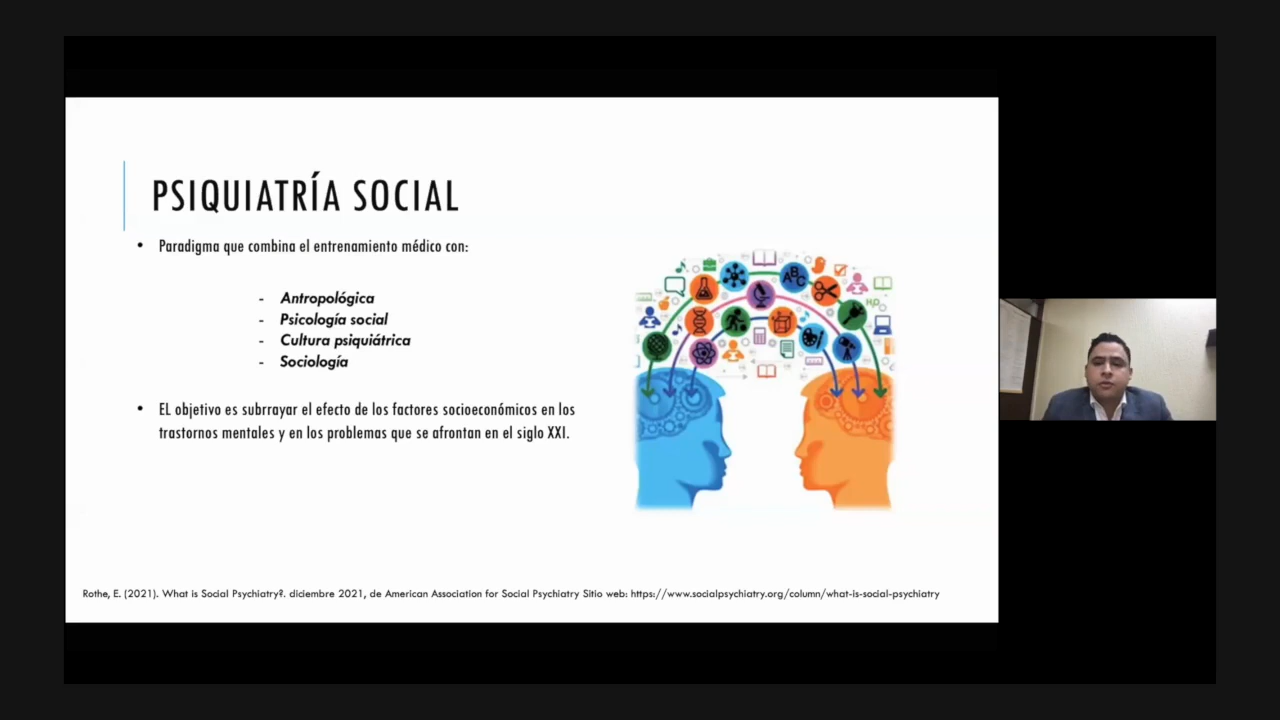 PSIQUIATRÍA SOCIAL
• Paradigma que combina el entrenamiento médico con:
- Antropológica
- Psicología social
- Cultura psiquiátrica
- Sociología
• EL objetivo es subrrayar el efecto de los factores socioeconómicos en los
trastornos mentales y en los problemas que se afrontan en el siglo XXI.
ABC
H2O
Rothe, E. (2021). What is Social Psychiatry?. diciembre 2021, de American Association for Social Psychiatry Sitio web: https://www.socialpsychiatry.org/column/what-is-social-psychiatry